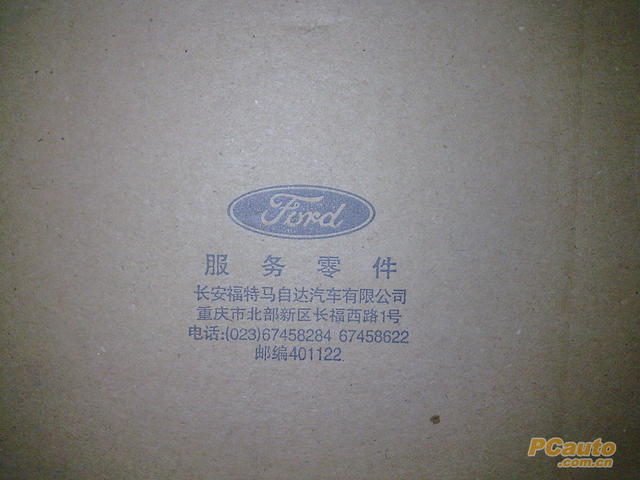 Ford
服务零件
长安福特马自达汽车有限公司
重庆市北部新区长福西路1号
电话:(023)67458284 67458622
邮编401122
PCauto
.com.cn